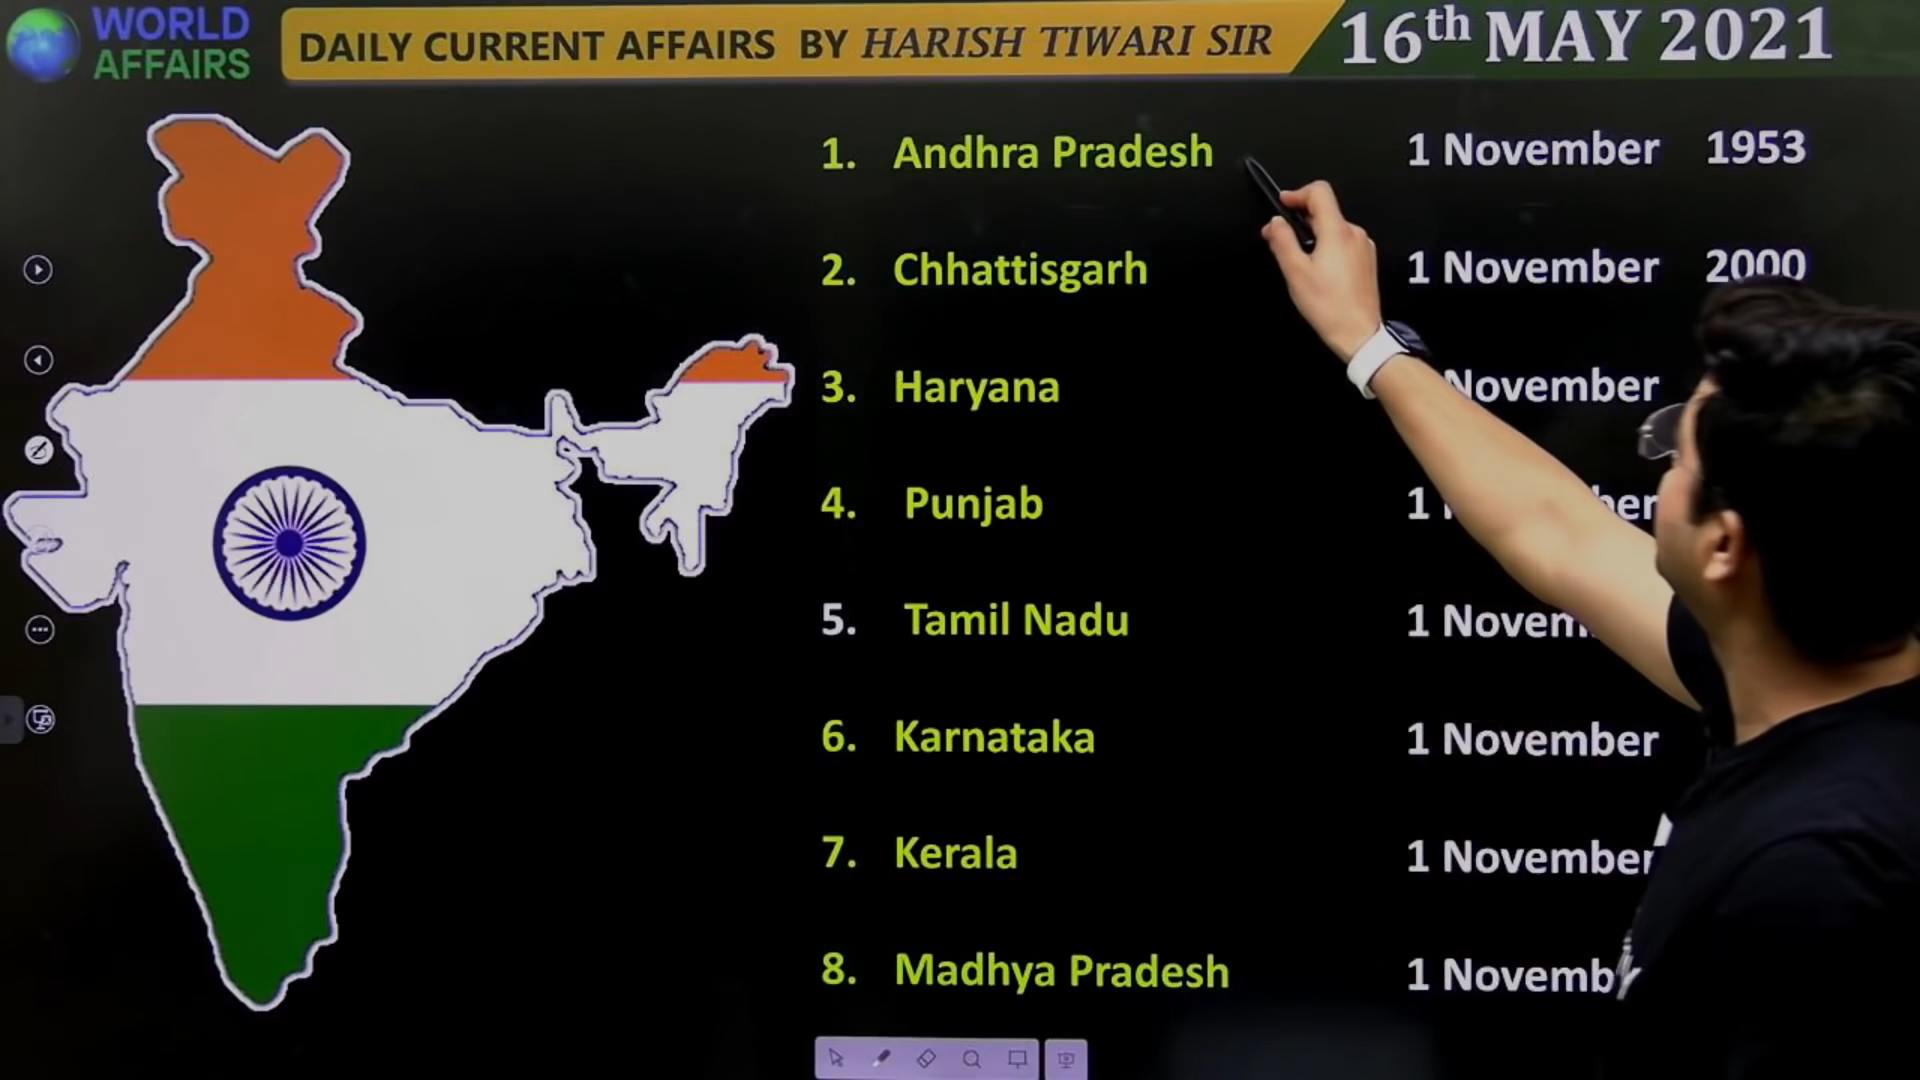 WORLD
AFFAIRS
DAILY CURRENT AFFAIRS BY HARISH TIWARI SIR
16th MAY 2021
1. Andhra Pradesh 1 November 1953
2. Chhattisgarh 1 November 2000
3. Haryana November
4. Punjab 1
5. Tamil Nadu 1
6. Karnataka 1 November
7. Kerala 1 November
8. Madhya Pradesh 1